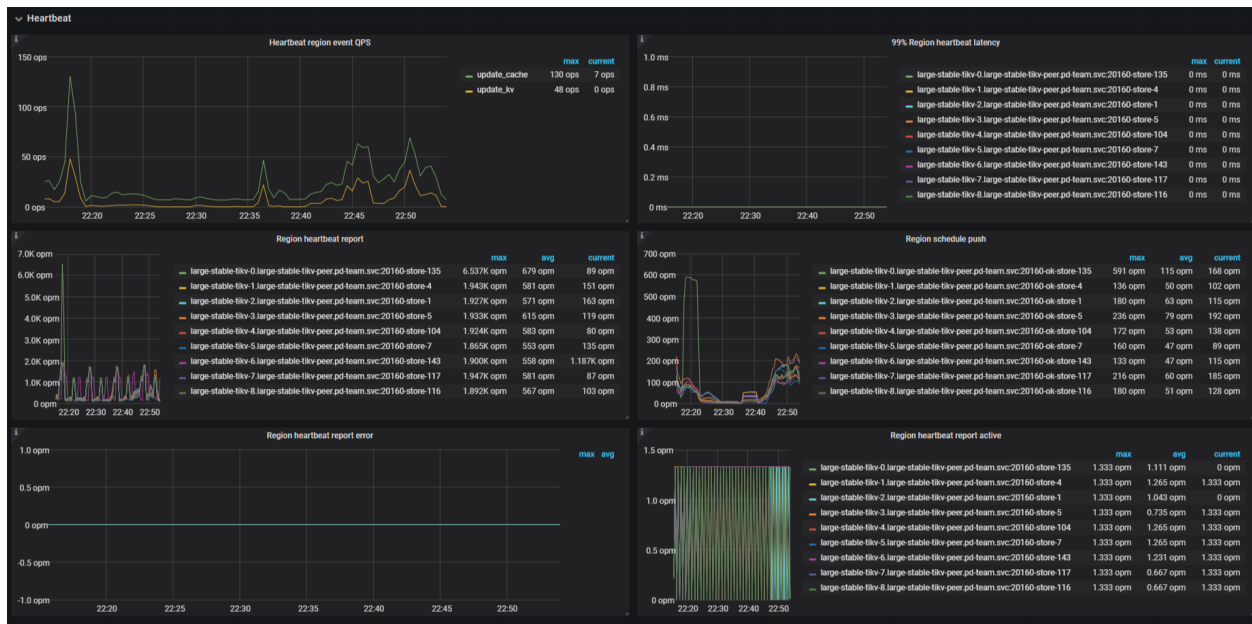 Heartbeat
Heartbeat region event QPS
150 ops
100 ops
50 ops
0 ops
22:20 22:25 22:30 22:35 22:40 22:45 22:50
max current
update_cache 130 ops 7 ops
update_kv 48 ops 0 ops
99% Region heartbeat latency
1.0 ms
0.8 ms
0.6 ms
0.4 ms
0.2 ms
0 ms
22:20 22:30 22:40 22:50
max current
large-stable-tikv-0.large-stable-tikv-peer.pd-team.svc:20160-store-135 0 ms 0 ms
large-stable-tikv-1.large-stable-tikv-peer.pd-team.svc:20160-store-4 0 ms 0 ms
large-stable-tikv-2.large-stable-tikv-peer.pd-team.svc:20160-store-1 0 ms 0 ms
large-stable-tikv-3.large-stable-tikv-peer.pd-team.svc:20160-store-5 0 ms 0 ms
large-stable-tikv-4.large-stable-tikv-peer.pd-team.svc:20160-store-104 0 ms 0 ms
large-stable-tikv-5.large-stable-tikv-peer.pd-team.svc:20160-store-7 0 ms 0 ms
large-stable-tikv-6.large-stable-tikv-peer.pd-team.svc:20160-store-143 0 ms 0 ms
large-stable-tikv-7.large-stable-tikv-peer.pd-team.svc:20160-store-117 0 ms 0 ms
large-stable-tikv-8.large-stable-tikv-peer.pd-team.svc:20160-store-116 0 ms 0 ms
Region heartbeat report
7.0K opm
6.0K opm
5.0K opm
4.0K opm
3.0K opm
2.0K opm
1.0K opm
0 opm
22:20 22:30 22:40 22:50
max avg current
large-stable-tikv-0.large-stable-tikv-peer.pd-team.svc:20160-store-135 6.537K opm 679 opm 89 opm
large-stable-tikv-1.large-stable-tikv-peer.pd-team.svc:20160-store-4 1.943K opm 581 opm 151 opm
large-stable-tikv-2.large-stable-tikv-peer.pd-team.svc:20160-store-1 1.927K opm 571 opm 163 opm
large-stable-tikv-3.large-stable-tikv-peer.pd-team.svc:20160-store-5 1.933K opm 615 opm 119 opm
large-stable-tikv-4.large-stable-tikv-peer.pd-team.svc:20160-store-104 1.924K opm 583 opm 80 opm
large-stable-tikv-5.large-stable-tikv-peer.pd-team.svc:20160-store-7 1.865K opm 553 opm 135 opm
large-stable-tikv-6.large-stable-tikv-peer.pd-team.svc:20160-store-143 1.900K opm 558 opm 1.187K opm
large-stable-tikv-7.large-stable-tikv-peer.pd-team.svc:20160-store-117 1.947K opm 581 opm 87 opm
large-stable-tikv-8.large-stable-tikv-peer.pd-team.svc:20160-store-116 1.892K opm 567 opm 103 opm
Region schedule push
700 opm
600 opm
500 opm
400 opm
300 opm
200 opm
100 opm
0 opm
22:20 22:30 22:40 22:50
max avg current
large-stable-tikv-0.large-stable-tikv-peer.pd-team.svc:20160-ok-store-135 591 opm 115 opm 168 opm
large-stable-tikv-1.large-stable-tikv-peer.pd-team.svc:20160-ok-store-4 136 opm 50 opm 102 opm
large-stable-tikv-2.large-stable-tikv-peer.pd-team.svc:20160-ok-store-1 180 opm 63 opm 115 opm
large-stable-tikv-3.large-stable-tikv-peer.pd-team.svc:20160-ok-store-5 236 opm 79 opm 192 opm
large-stable-tikv-4.large-stable-tikv-peer.pd-team.svc:20160-ok-store-104 172 opm 53 opm 138 opm
large-stable-tikv-5.large-stable-tikv-peer.pd-team.svc:20160-ok-store-7 160 opm 47 opm 89 opm
large-stable-tikv-6.large-stable-tikv-peer.pd-team.svc:20160-ok-store-143 133 opm 47 opm 115 opm
large-stable-tikv-7.large-stable-tikv-peer.pd-team.svc:20160-ok-store-117 216 opm 60 opm 185 opm
large-stable-tikv-8.large-stable-tikv-peer.pd-team.svc:20160-ok-store-116 180 opm 51 opm 128 opm
Region heartbeat report error
1.0 opm
0.5 opm
0 opm
-0.5 opm
-1.0 opm
22:20 22:25 22:30 22:35 22:40 22:45 22:50
max avg
Region heartbeat report active
1.5 opm
1.0 opm
0.5 opm
0 opm
22:20 22:30 22:40 22:50
max avg current
large-stable-tikv-0.large-stable-tikv-peer.pd-team.svc:20160-store-135 1.333 opm 1.111 opm 0 opm
large-stable-tikv-1.large-stable-tikv-peer.pd-team.svc:20160-store-4 1.333 opm 1.265 opm 1.333 opm
large-stable-tikv-2.large-stable-tikv-peer.pd-team.svc:20160-store-1 1.333 opm 1.043 opm 0 opm
large-stable-tikv-3.large-stable-tikv-peer.pd-team.svc:20160-store-5 1.333 opm 0.735 opm 1.333 opm
large-stable-tikv-4.large-stable-tikv-peer.pd-team.svc:20160-store-104 1.333 opm 1.265 opm 1.333 opm
large-stable-tikv-5.large-stable-tikv-peer.pd-team.svc:20160-store-7 1.333 opm 1.265 opm 1.333 opm
large-stable-tikv-6.large-stable-tikv-peer.pd-team.svc:20160-store-143 1.333 opm 1.231 opm 1.333 opm
large-stable-tikv-7.large-stable-tikv-peer.pd-team.svc:20160-store-117 1.333 opm 0.667 opm 1.333 opm
large-stable-tikv-8.large-stable-tikv-peer.pd-team.svc:20160-store-116 1.333 opm 0.667 opm 1.333 opm